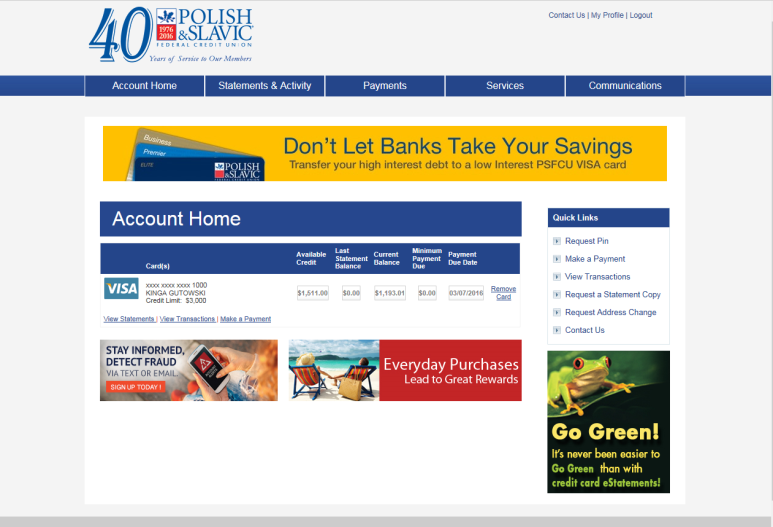 Contact Us | My Profile | Logout
40
1976
2016
POLISH
&SLAVIC
FEDERAL CREDIT UNION
Years of Service to Our Members
Account Home
Statements & Activity
Payments
Services
Communications
Business
Premier
ELITE
POLISH
&SLAVIC
Don't Let Banks Take Your Savings
Transfer your high interest debt to a low Interest PSFCU VISA card
Account Home
Card(s)
Available Credit
Last Statement Balance
Current Balance
Minimum Payment Due
Payment Due Date
VISA
xxxx xxxx xxxx 1000
KINGA GUTOWSKI
Credit Limit: $3,000
$1,511.00
$0.00
$1,193.01
$0.00
03/07/2016
Remove Card
View Statements | View Transactions | Make a Payment
STAY INFORMED,
DETECT FRAUD
VIA TEXT OR EMAIL
SIGN UP TODAY !
Everyday Purchases
Lead to Great Rewards
Quick Links
Request Pin
Make a Payment
View Transactions
Request a Statement Copy
Request Address Change
Contact Us
Go Green!
It's never been easier to
Go Green than with
credit card eStatements!